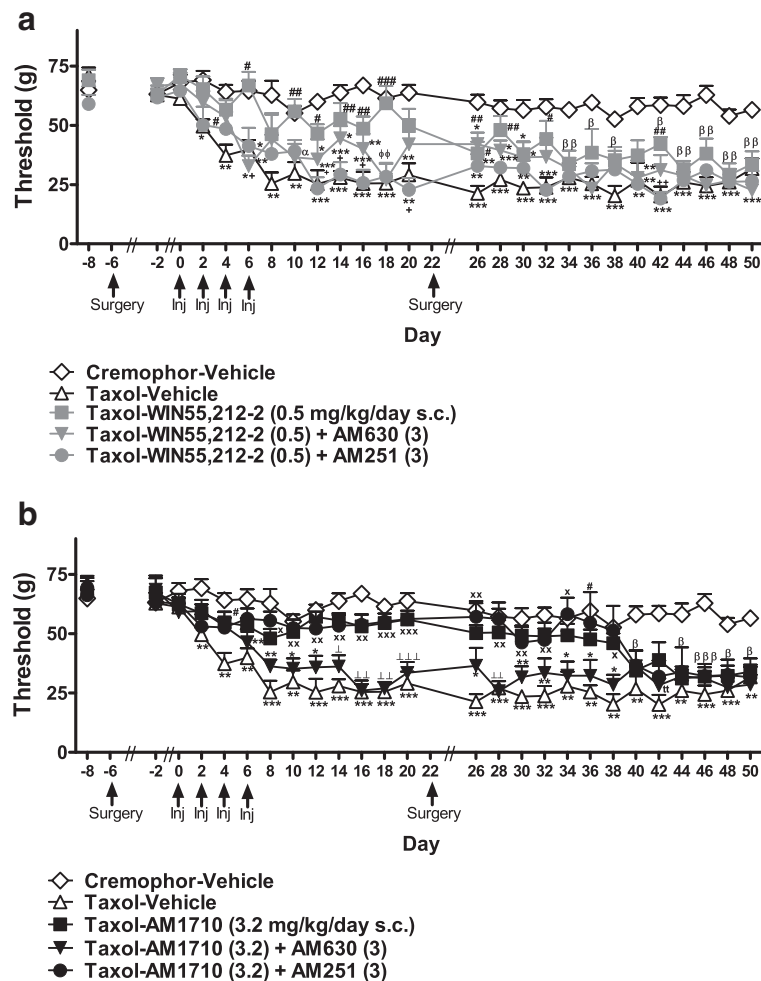 a
Threshold (g)
75
50
25
0
-8 -6 -2 0 2 4 6 8 10 12 14 16 18 20 22 26 28 30 32 34 36 38 40 42 44 46 48 50
Surgery Inj Inj Inj Inj Surgery
Day
Cremophor-Vehicle
Taxol-Vehicle
Taxol-WIN55,212-2 (0.5 mg/kg/day s.c.)
Taxol-WIN55,212-2 (0.5) + AM630 (3)
Taxol-WIN55,212-2 (0.5) + AM251 (3)
b
Threshold (g)
75
50
25
0
-8 -6 -2 0 2 4 6 8 10 12 14 16 18 20 22 26 28 30 32 34 36 38 40 42 44 46 48 50
Surgery Inj Inj Inj Inj Surgery
Day
Cremophor-Vehicle
Taxol-Vehicle
Taxol-AM1710 (3.2 mg/kg/day s.c.)
Taxol-AM1710 (3.2) + AM630 (3)
Taxol-AM1710 (3.2) + AM251 (3)